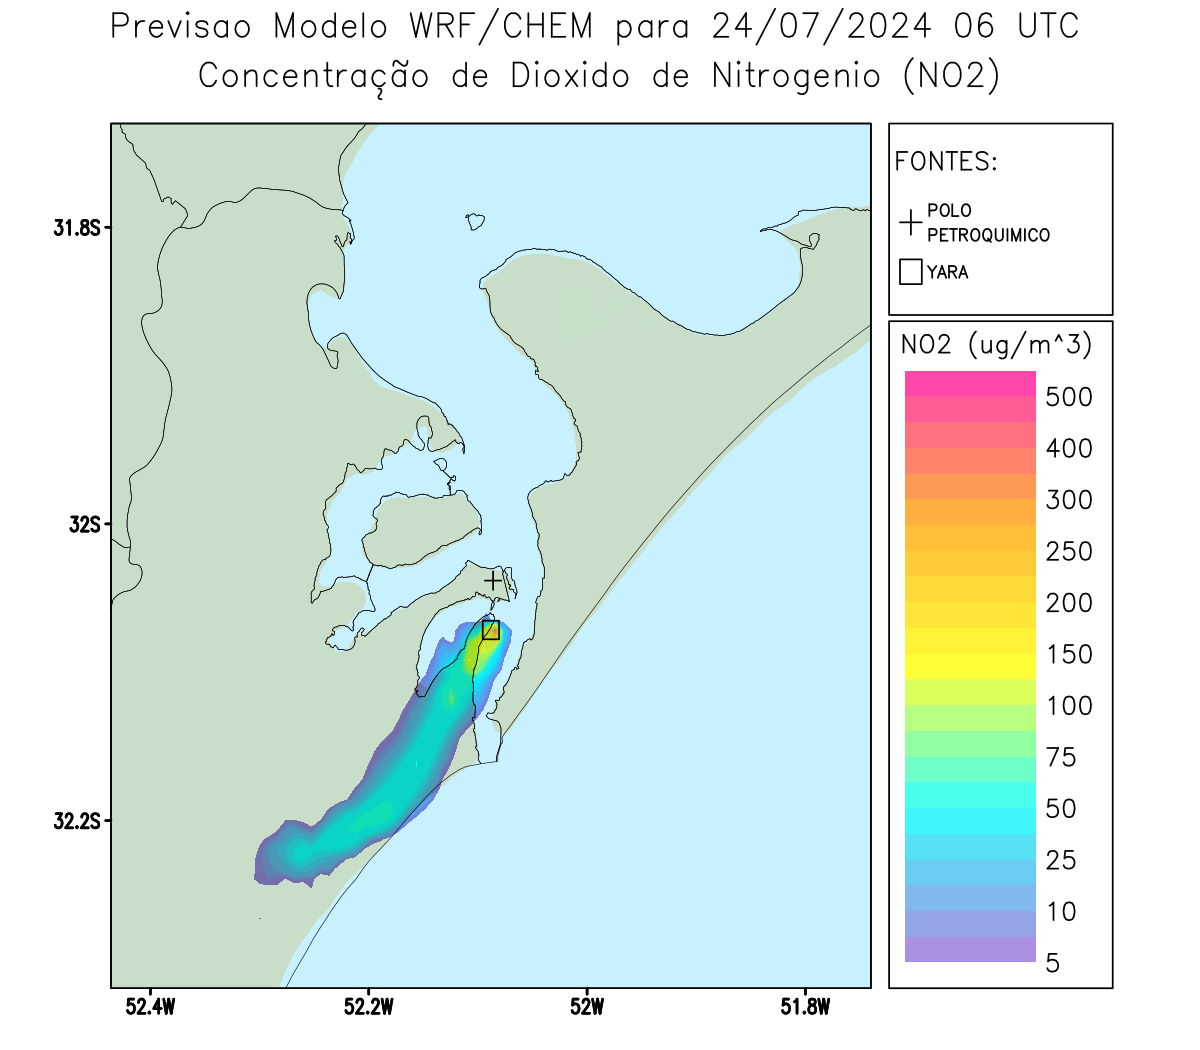 Previsao Modelo WRF/CHEM para 24/07/2024 06 UTC
Concentração de Dioxido de Nitrogenio (NO2)
FONTES:
POLO
PETROQUIMICO
YARA
31.8S
32S
32.2S
52.4W
52.2W
52W
51.8W
NO2 (ug/m^3)
500
400
300
250
200
150
100
75
50
25
10
5